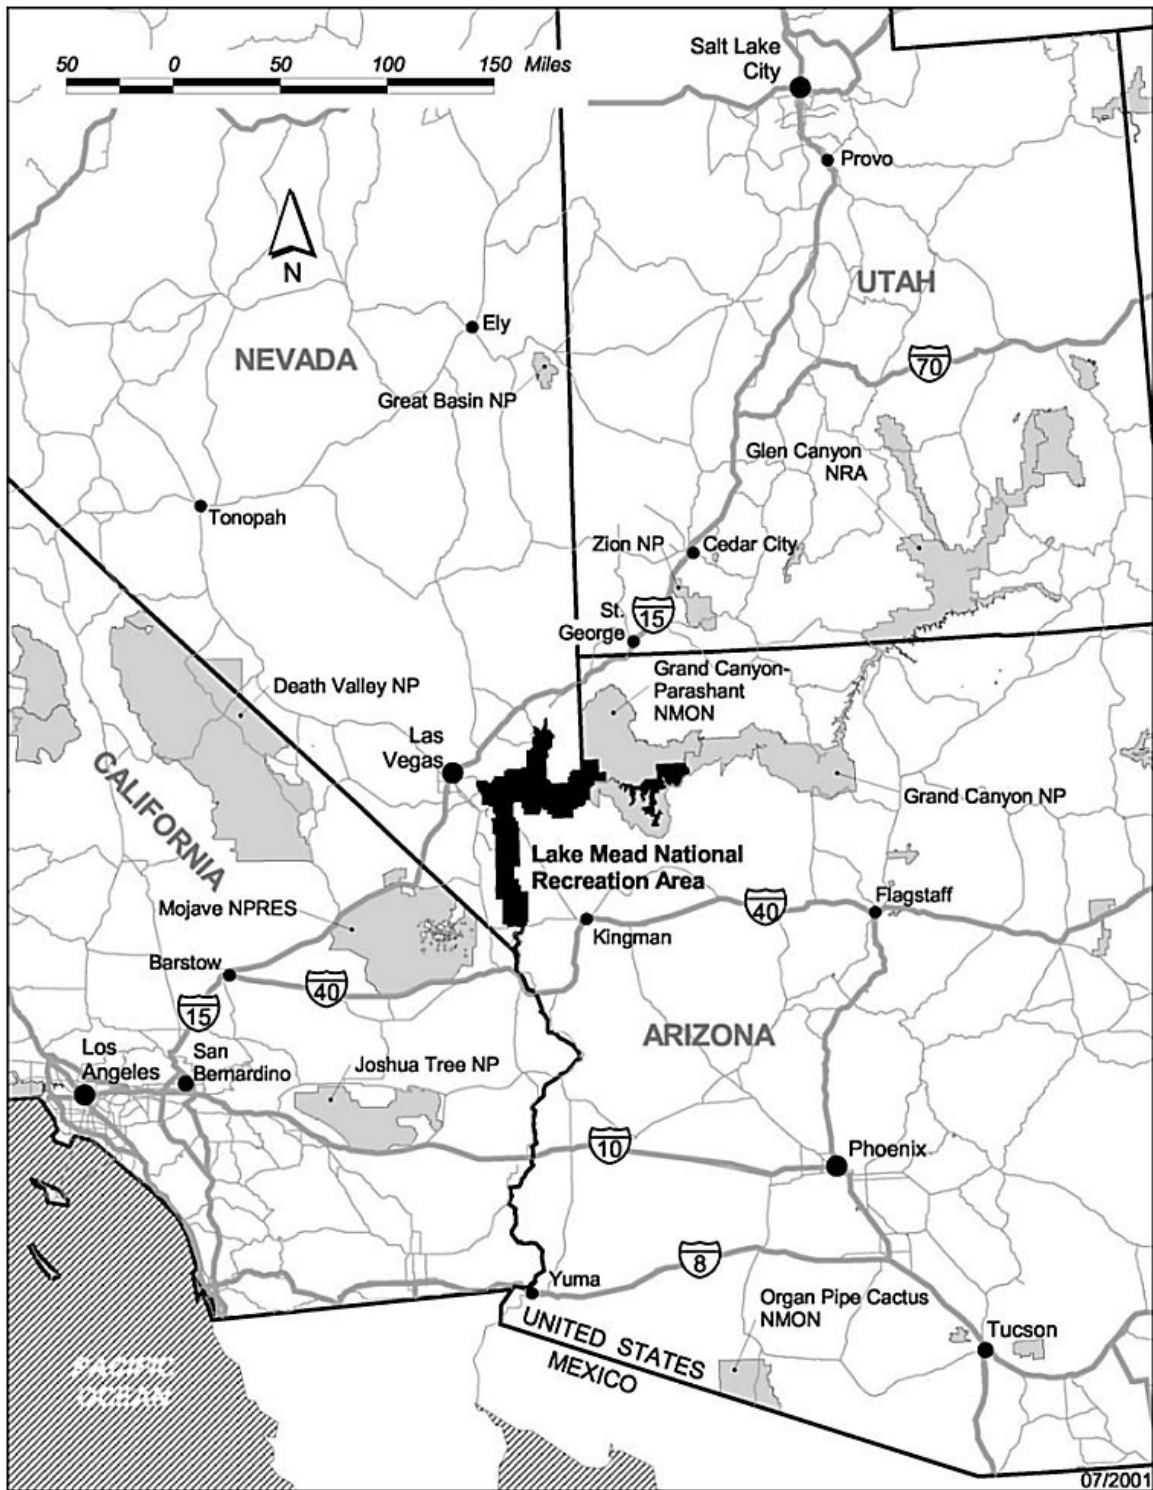 50 0 50 100 150 Miles
Salt Lake
City
Provo
N
UTAH
Ely
NEVADA
70
Great Basin NP
Glen Canyon
NRA
Tonopah
Zion NP
Cedar City
St.
George
15
Grand Canyon-
Parashant
NMON
Death Valley NP
Las
Vegas
CALIFORNIA
Grand Canyon NP
Lake Mead National
Recreation Area
Mojave NPRES
40
Flagstaff
Kingman
Barstow
40
15
ARIZONA
Los
Angeles
San
Bernardino
Joshua Tree NP
10
Phoenix
8
Yuma
Organ Pipe Cactus
NMON
UNITED STATES
MEXICO
Tucson
PACIFIC
OCEAN
07/2001